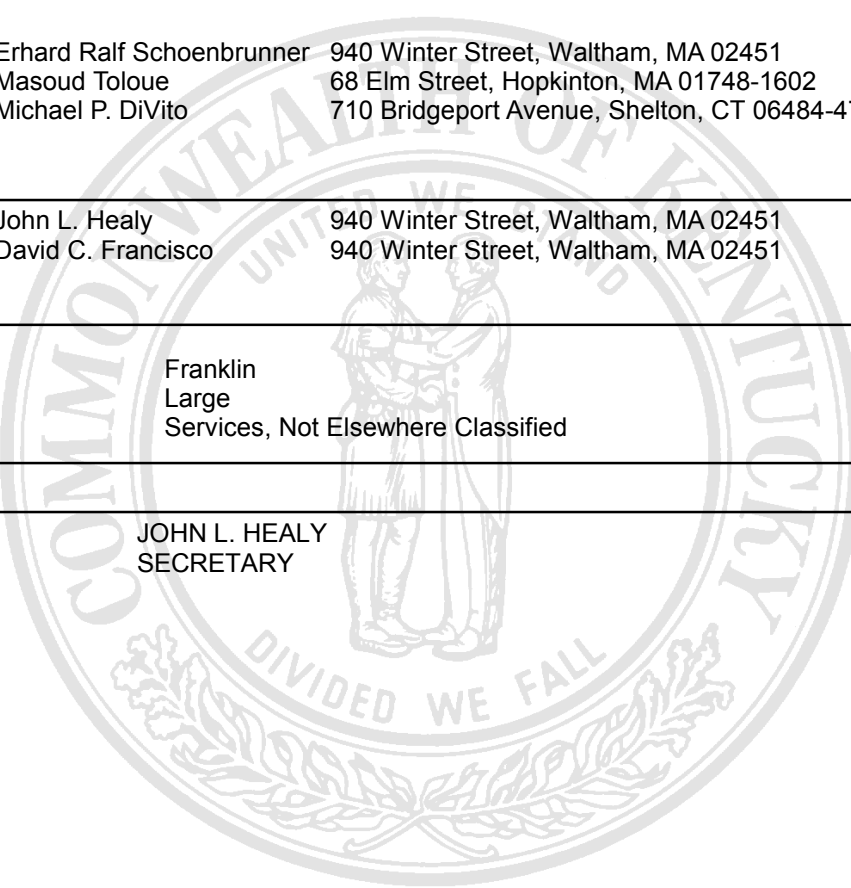 Erhard Ralf Schoenbrunner 940 Winter Street, Waltham, MA 02451
Masoud Toloue 68 Elm Street, Hopkinton, MA 01748-1602
Michael P. DiVito 710 Bridgeport Avenue, Shelton, CT 06484-47
John L. Healy 940 Winter Street, Waltham, MA 02451
David C. Francisco 940 Winter Street, Waltham, MA 02451
Franklin
Large
Services, Not Elsewhere Classified
JOHN L. HEALY
SECRETARY
COMMONWEALTH OF KENTUCKY
UNITED WE STAND
DIVIDED WE FALL